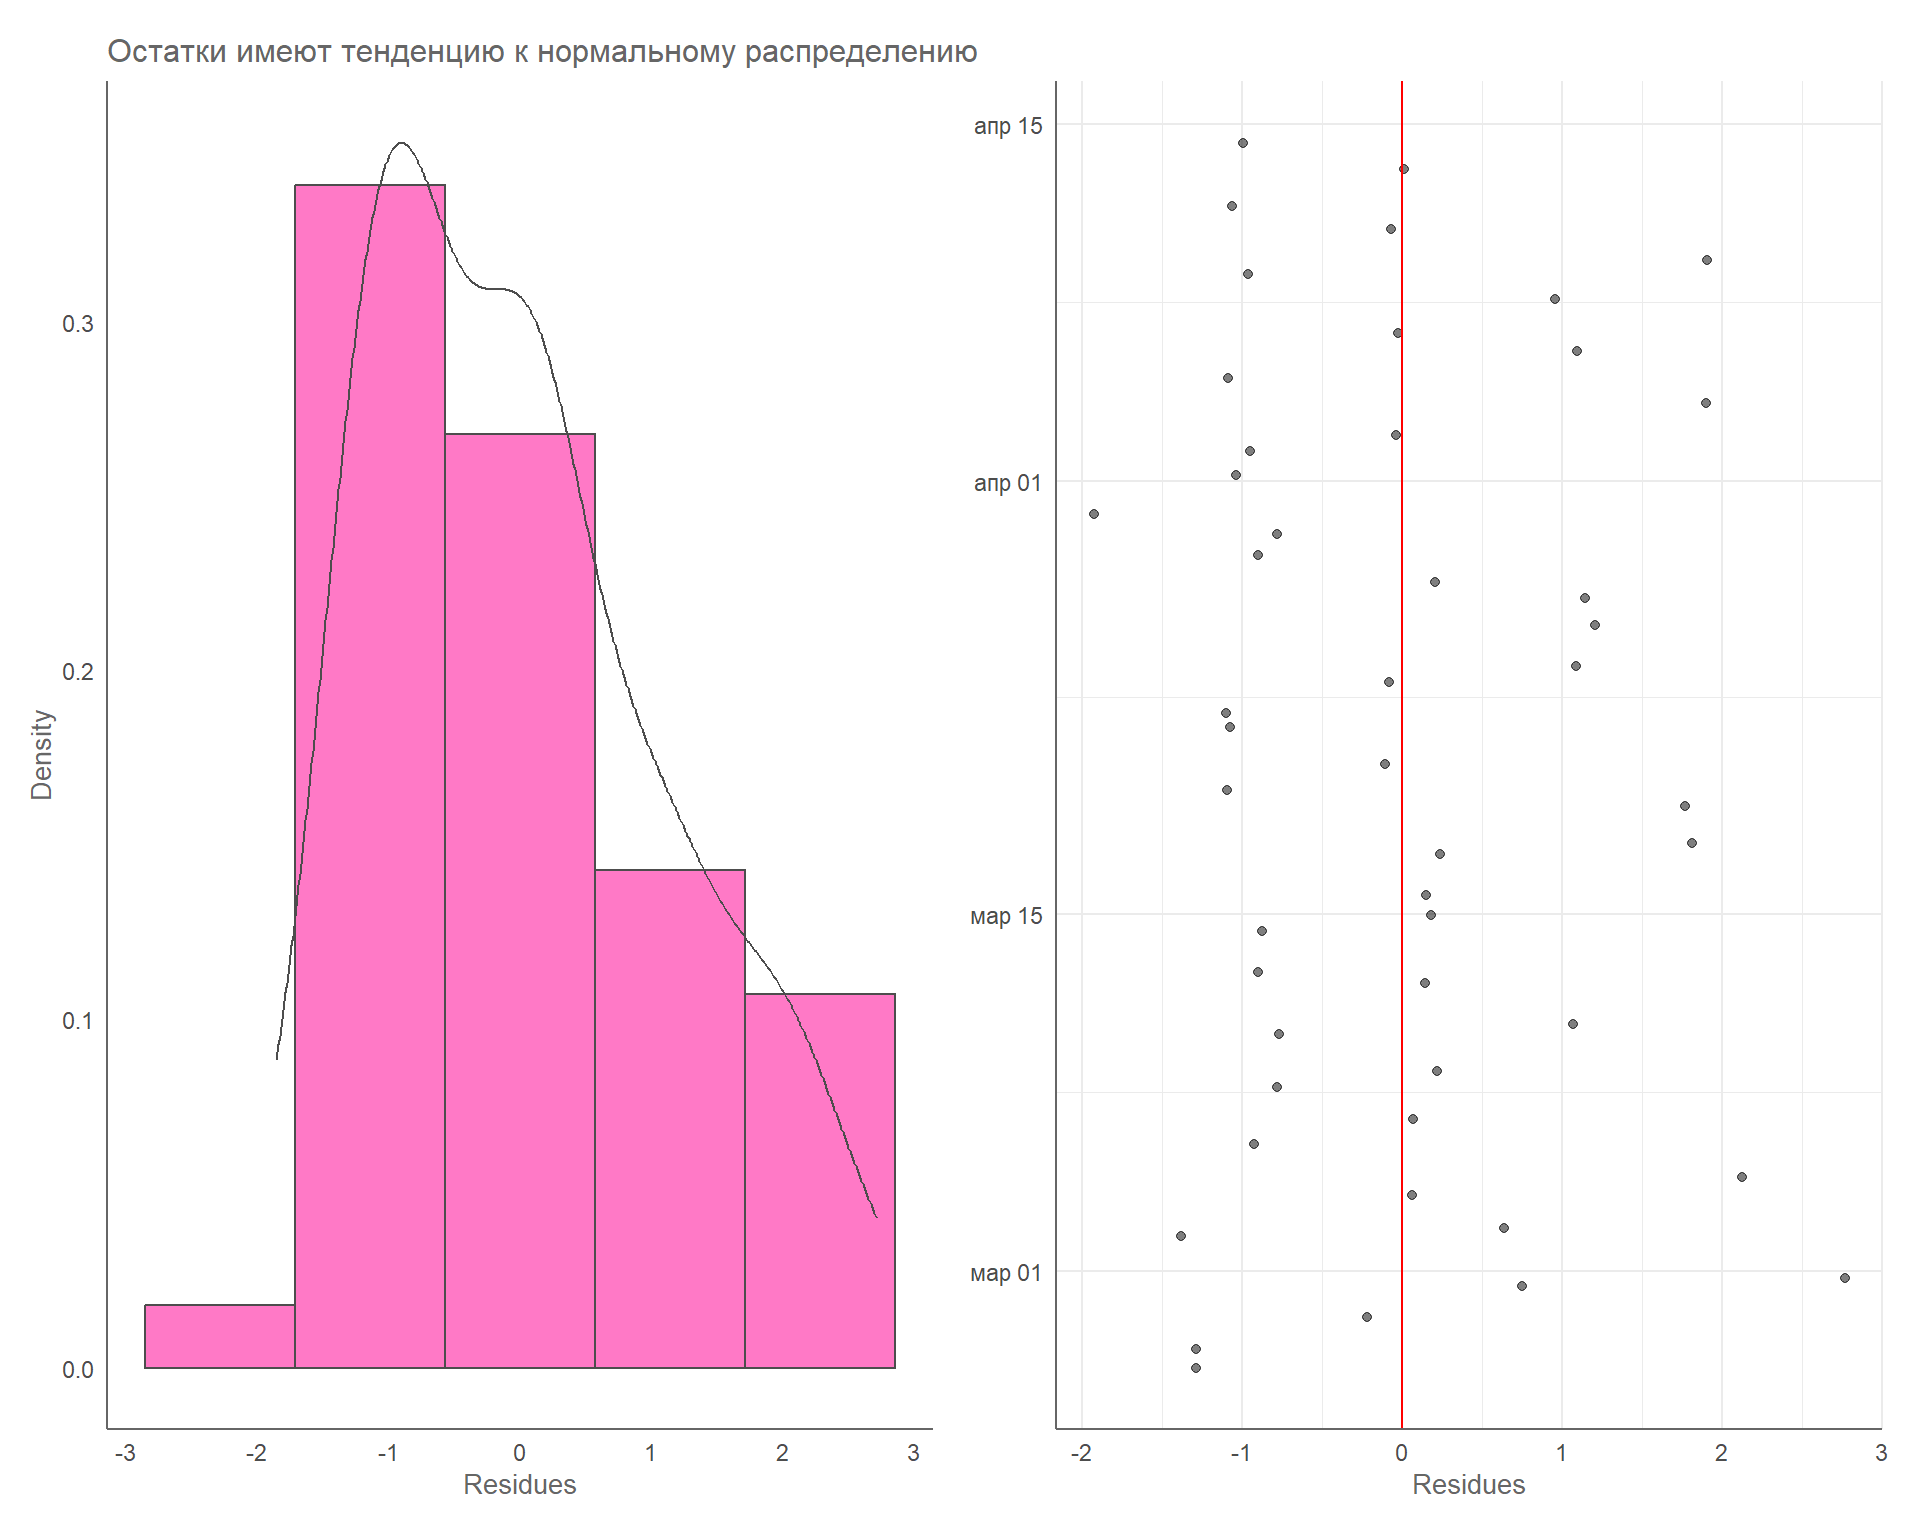 Остатки имеют тенденцию к нормальному распределению
Density
0.3
0.2
0.1
0.0
-3 -2 -1 0 1 2 3
Residues
апр 15
апр 01
мар 15
мар 01
-2 -1 0 1 2 3
Residues